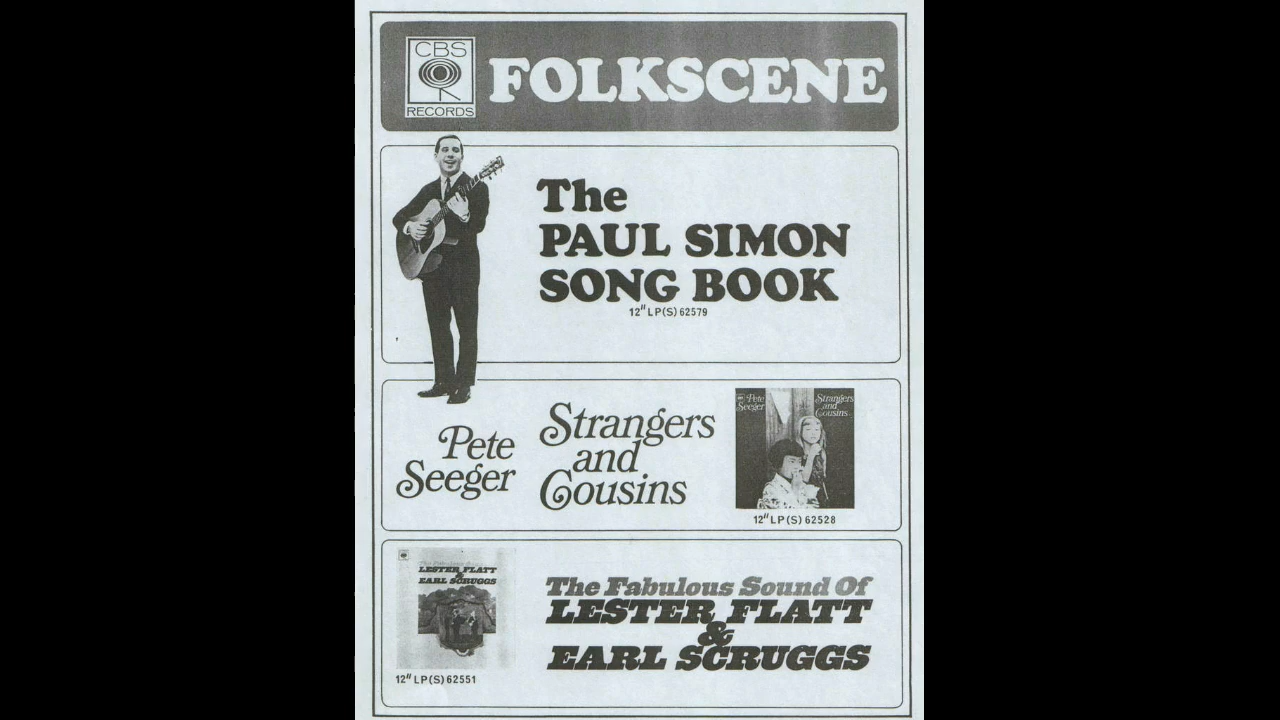 CBS
RECORDS
FOLKSCENE
The
PAUL SIMON
SONG BOOK
12" LP(S) 62579
Pete
Seeger
Strangers
and
Cousins
Pete
Seeger
Strangers
and
Cousins
12" LP(S) 62528
LESTER FLATT
&
EARL SCRUGGS
12" LP(S) 62551
The Fabulous Sound Of
LESTER FLATT
&
EARL SCRUGGS